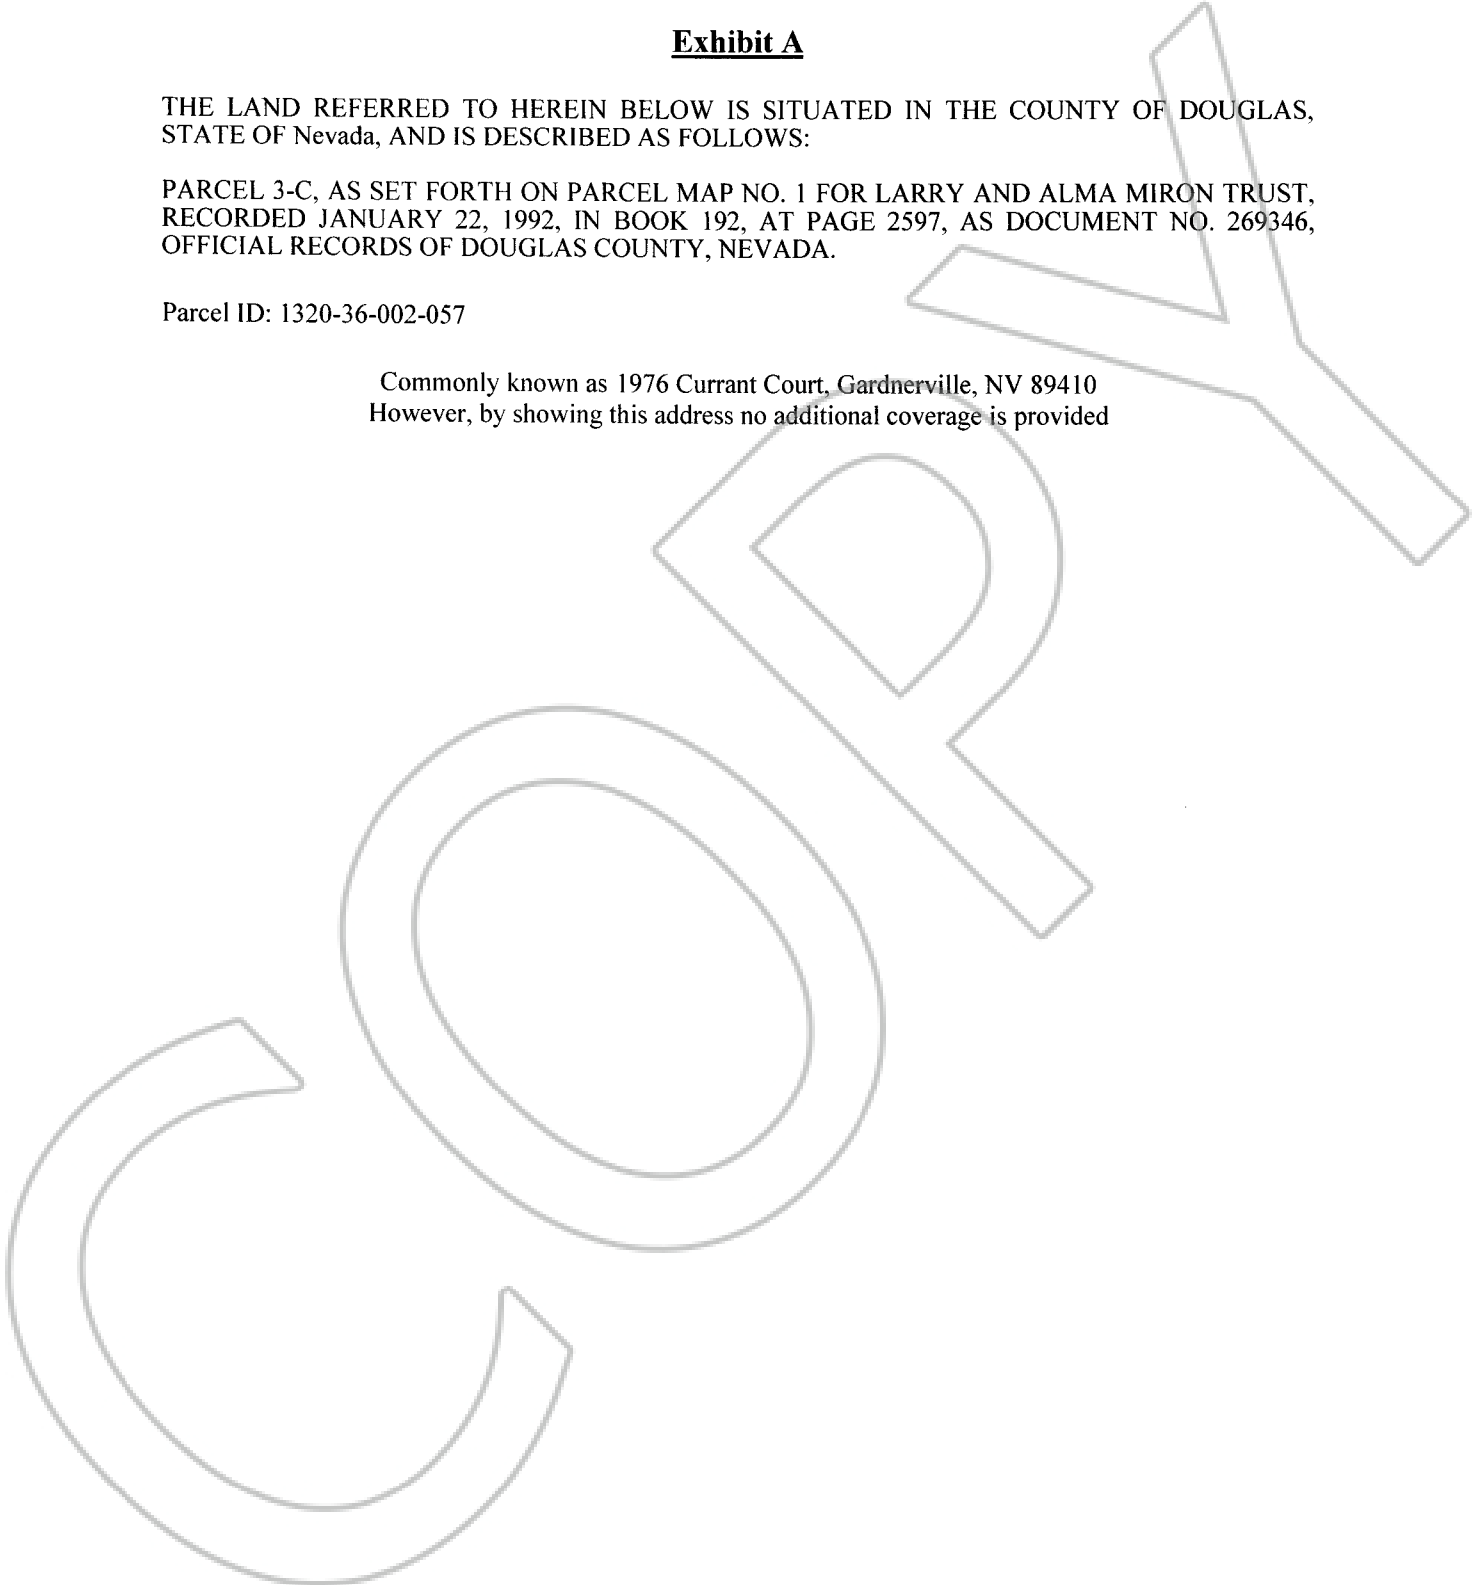 Exhibit A
THE LAND REFERRED TO HEREIN BELOW IS SITUATED IN THE COUNTY OF DOUGLAS,
STATE OF Nevada, AND IS DESCRIBED AS FOLLOWS:
PARCEL 3-C, AS SET FORTH ON PARCEL MAP NO. 1 FOR LARRY AND ALMA MIRON TRUST,
RECORDED JANUARY 22, 1992, IN BOOK 192, AT PAGE 2597, AS DOCUMENT NO. 269346,
OFFICIAL RECORDS OF DOUGLAS COUNTY, NEVADA.
Parcel ID: 1320-36-002-057
Commonly known as 1976 Currant Court, Gardnerville, NV 89410
However, by showing this address no additional coverage is provided
COPY